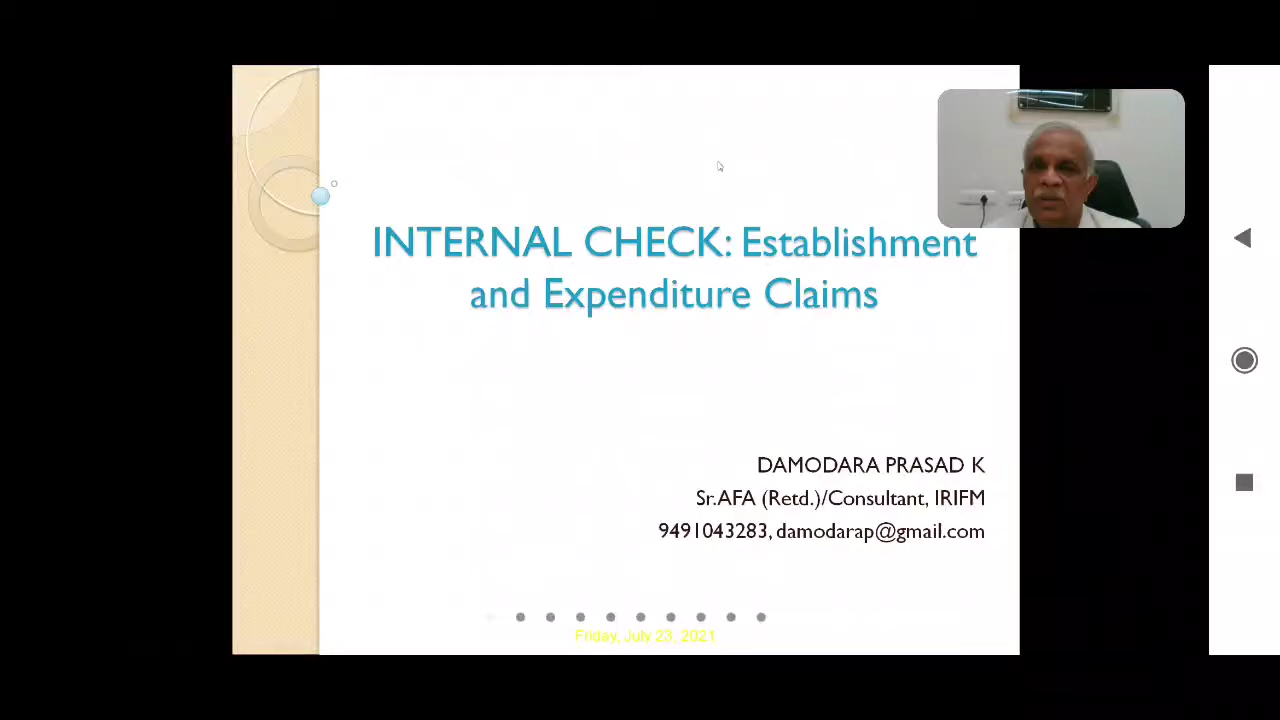 INTERNAL CHECK: Establishment
and Expenditure Claims
DAMODARA PRASAD K
Sr.AFA (Retd.)/Consultant, IRIFM
9491043283, damodarap@gmail.com
Friday, July 23, 2021